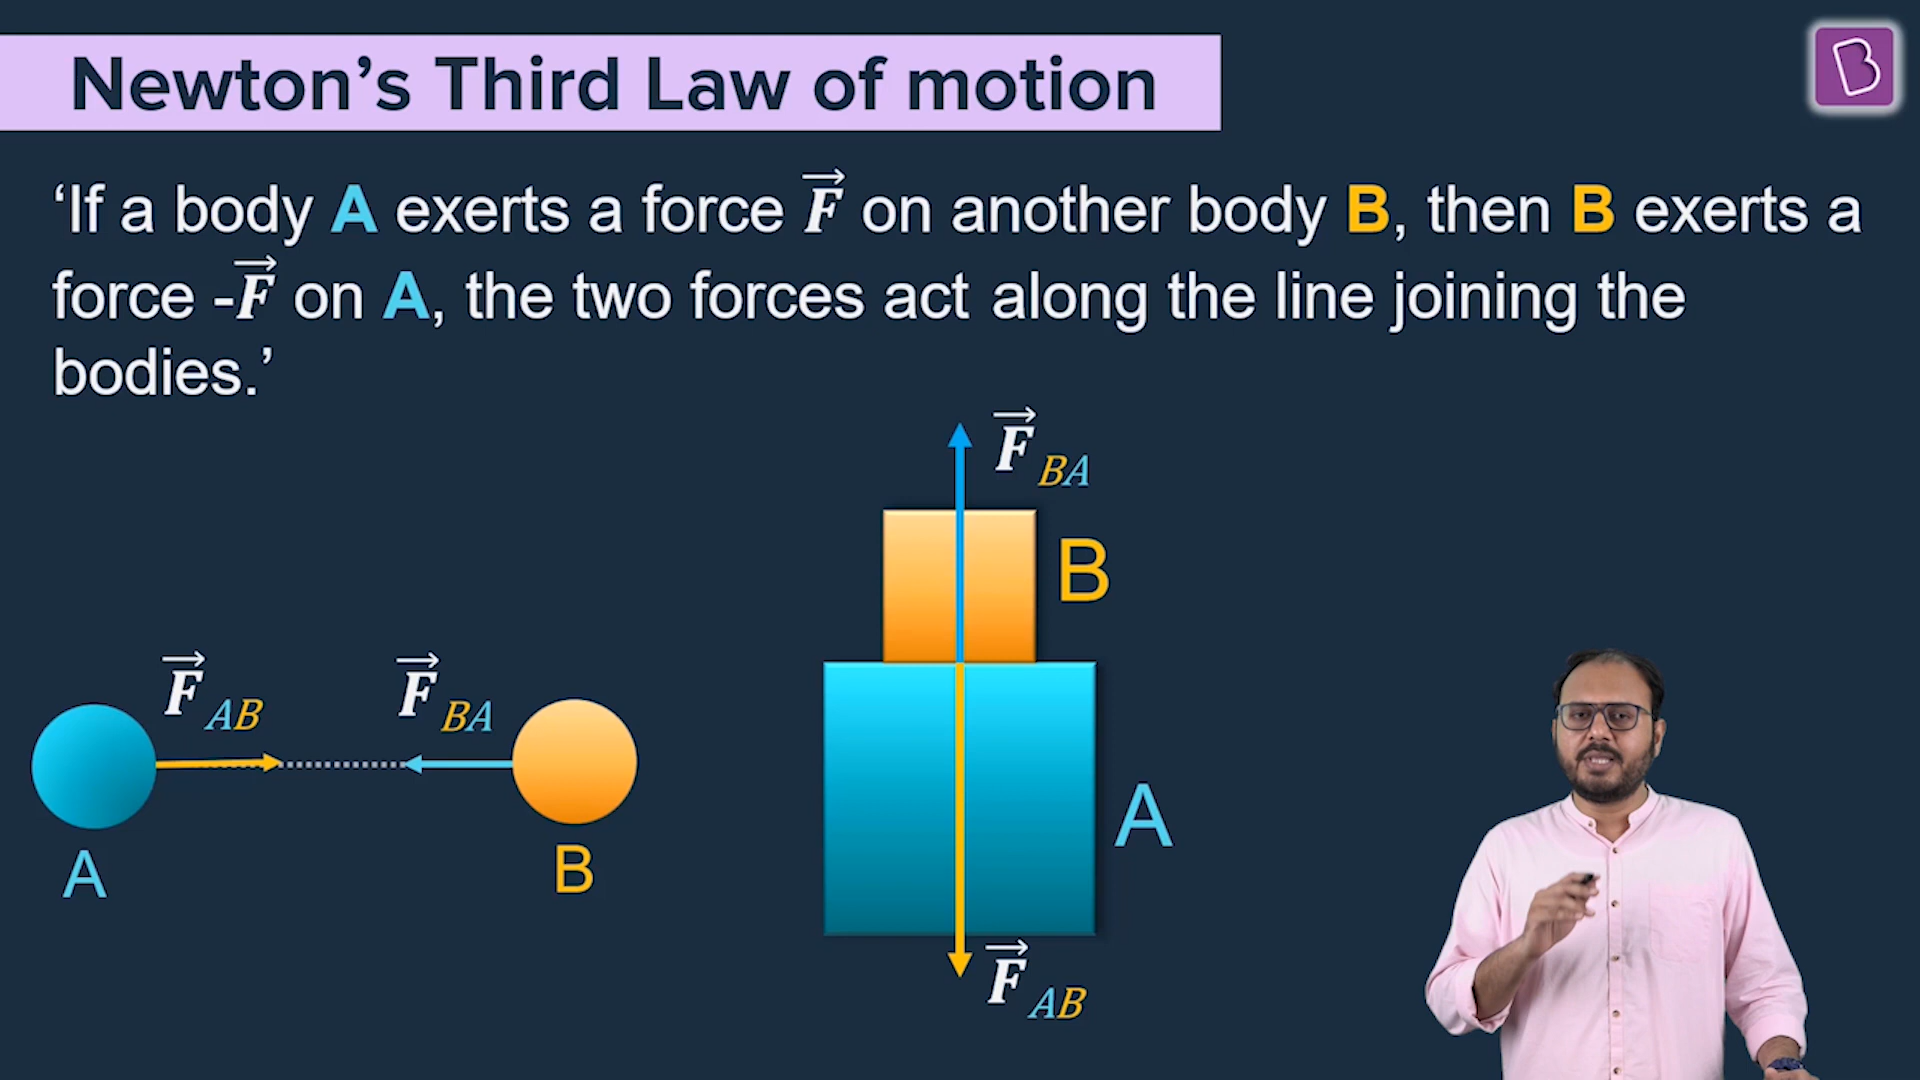 Newton’s Third Law of motion
‘If a body A exerts a force F⃗ on another body B, then B exerts a
force -F⃗ on A, the two forces act along the line joining the
bodies.’
F⃗ BA
B
F⃗ AB
F⃗ BA
A
B
A
F⃗ AB
B